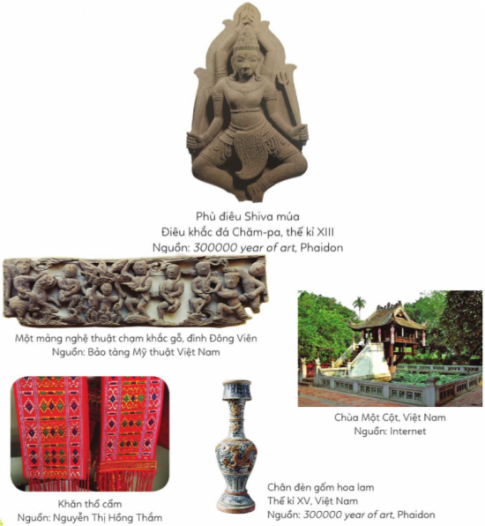 Phù điêu Shiva múa
Điêu khắc đá Chăm-pa, thế kỉ XIII
Nguồn: 300000 year of art, Phaidon
Một mảng nghệ thuật chạm khắc gỗ, đình Đông Viên
Nguồn: Bảo tàng Mỹ thuật Việt Nam
Chùa Một Cột, Việt Nam
Nguồn: Internet
Khăn thổ cẩm
Nguồn: Nguyễn Thị Hồng Thắm
Chân đèn gốm hoa lam
Thế kỉ XV, Việt Nam
Nguồn: 300000 year of art, Phaidon